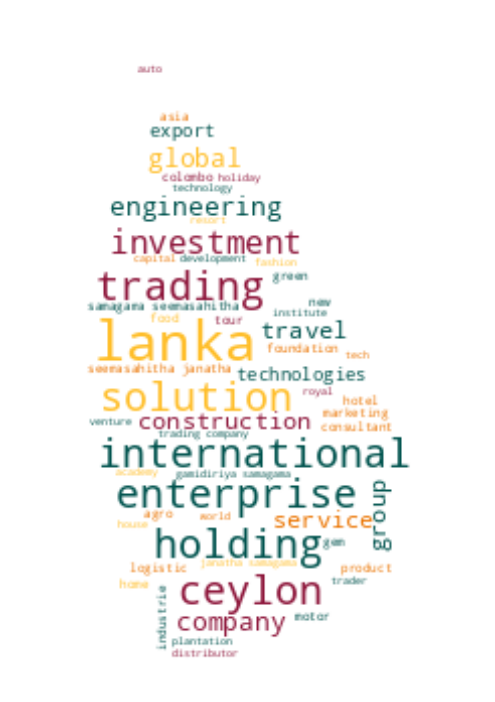 auto
asia
export
global
colombo holiday
technology
engineering
resort
investment
capital development fashion
trading green
samagama seemasahitha new
institute
food tour
lanka travel
foundation tech
seemasahitha janatha technologies
solution royal
hotel
marketing
venture construction consultant
trading company
international
academy gamidiriya samagama
enterprise group
agro world service
house
holding gem
janatha samagama
logistic product
home ceylon trader
industrie
company motor
plantation
distributor